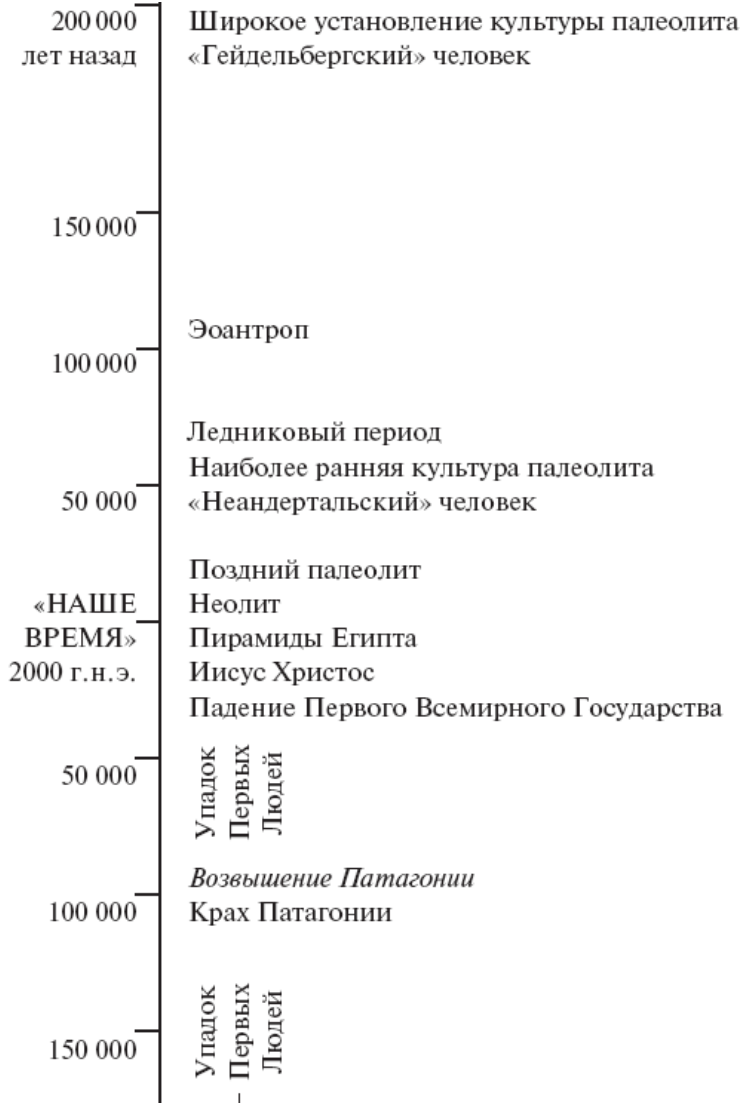 200 000 Широкое установление культуры палеолита
лет назад «Гейдельбергский» человек
150 000
Эоантроп
100 000
Ледниковый период
Наиболее ранняя культура палеолита
50 000 «Неандертальский» человек
Поздний палеолит
«НАШЕ Неолит
ВРЕМЯ» Пирамиды Египта
2000 г.н.э. Иисус Христос
Падение Первого Всемирного Государства
50 000
Упадок
Первых
Людей
Возвышение Патагонии
100 000 Крах Патагонии
150 000
Упадок
Первых
Людей